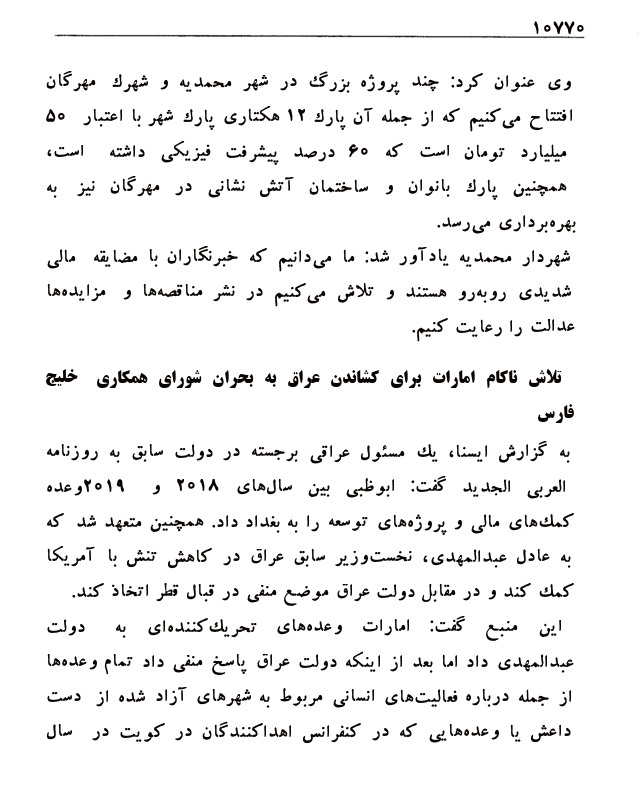 ۱۰۷۷۰
وی عنوان کرد: چند پروژه بزرگ در شهر محمدیه و شهرك مهرگان
افتتاح می‌کنیم که از جمله آن پارك ۱۲ هکتاری پارك شهر با اعتبار ۵۰
میلیارد تومان است که ۶۰ درصد پیشرفت فیزیکی داشته است،
همچنین پارك بانوان و ساختمان آتش نشانی در مهرگان نیز به
بهره‌برداری می‌رسد.
شهردار محمدیه یادآور شد: ما می‌دانیم که خبرنگاران با مضایقه مالی
شدیدی روبه‌رو هستند و تلاش می‌کنیم در نشر مناقصه‌ها و مزایده‌ها
عدالت را رعایت کنیم.
تلاش ناکام امارات برای کشاندن عراق به بحران شورای همکاری خلیج
فارس
به گزارش ایسنا، یك مسئول عراقی برجسته در دولت سابق به روزنامه
العربی الجدید گفت: ابوظبی بین سال‌های ۲۰۱۸ و ۲۰۱۹وعده
کمك‌های مالی و پروژه‌های توسعه را به بغداد داد. همچنین متعهد شد که
به عادل عبدالمهدی، نخست‌وزیر سابق عراق در کاهش تنش با آمریکا
کمك کند و در مقابل دولت عراق موضع منفی در قبال قطر اتخاذ کند.
این منبع گفت: امارات وعده‌های تحریك‌کننده‌ای به دولت
عبدالمهدی داد اما بعد از اینکه دولت عراق پاسخ منفی داد تمام وعده‌ها
از جمله درباره فعالیت‌های انسانی مربوط به شهرهای آزاد شده از دست
داعش یا وعده‌هایی که در کنفرانس اهداکنندگان در کویت در سال